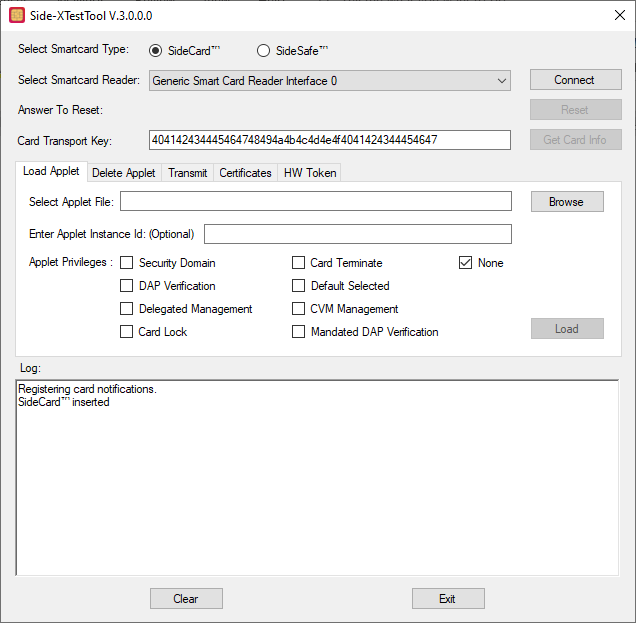 Side-XTestTool V.3.0.0.0
Select Smartcard Type: SideCard™ SideSafe™
Select Smartcard Reader: Generic Smart Card Reader Interface 0 Connect
Answer To Reset: Reset
Card Transport Key: 404142434445464748494a4b4c4d4e4f4041424344454647 Get Card Info
Load Applet Delete Applet Transmit Certificates HW Token
Select Applet File: Browse
Enter Applet Instance Id: (Optional)
Applet Privileges : Security Domain Card Terminate None
DAP Verification Default Selected
Delegated Management CVM Management
Card Lock Mandated DAP Verification Load
Log:
Registering card notifications.
SideCard™ inserted
Clear Exit